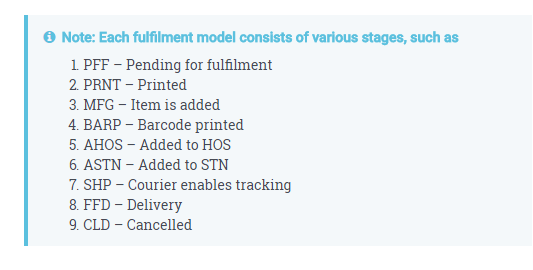 Note: Each fulfilment model consists of various stages, such as
1. PFF – Pending for fulfilment
2. PRNT – Printed
3. MFG – Item is added
4. BARP – Barcode printed
5. AHOS – Added to HOS
6. ASTN – Added to STN
7. SHP – Courier enables tracking
8. FFD – Delivery
9. CLD – Cancelled